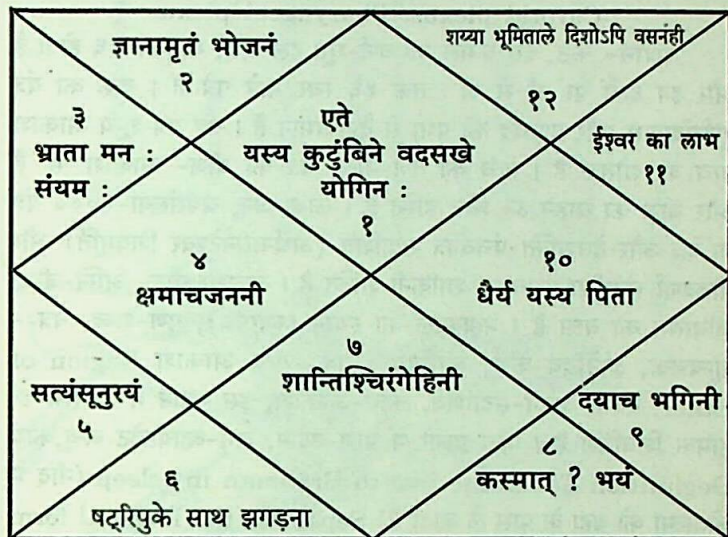 ज्ञानामृतं भोजनं
२
शय्या भूमिताले दिशोऽपि वसनंही
१२
३
भ्राता मन :
संयम :
एते
यस्य कुटुंबिने वदसखे
योगिन :
१
ईश्वर का लाभ
११
४
क्षमाचजननी
१०
धैर्य यस्य पिता
७
शान्तिश्चिरंगेहिनी
सत्यंसूनुरयं
५
दयाच भगिनी
९
८
कस्मात् ? भयं
६
षट्रिपुके साथ झगड़ना